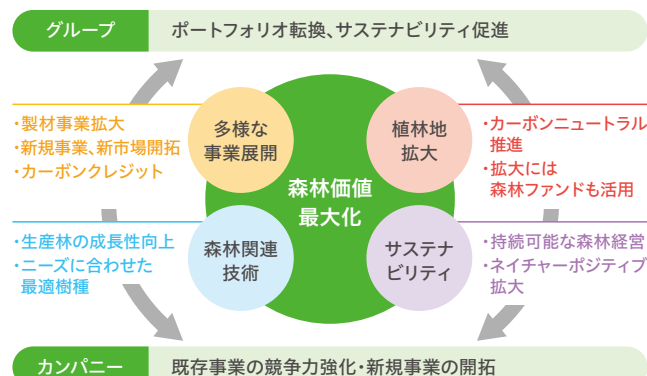 グループ
ポートフォリオ転換、サステナビリティ促進
・製材事業拡大
・新規事業、新市場開拓
・カーボンクレジット
多様な
事業展開
植林地
拡大
・カーボンニュートラル
推進
・拡大には
森林ファンドも活用
森林価値
最大化
・生産林の成長性向上
・ニーズに合わせた
最適樹種
森林関連
技術
サステナ
ビリティ
・持続可能な森林経営
・ネイチャーポジティブ
拡大
カンパニー
既存事業の競争力強化・新規事業の開拓